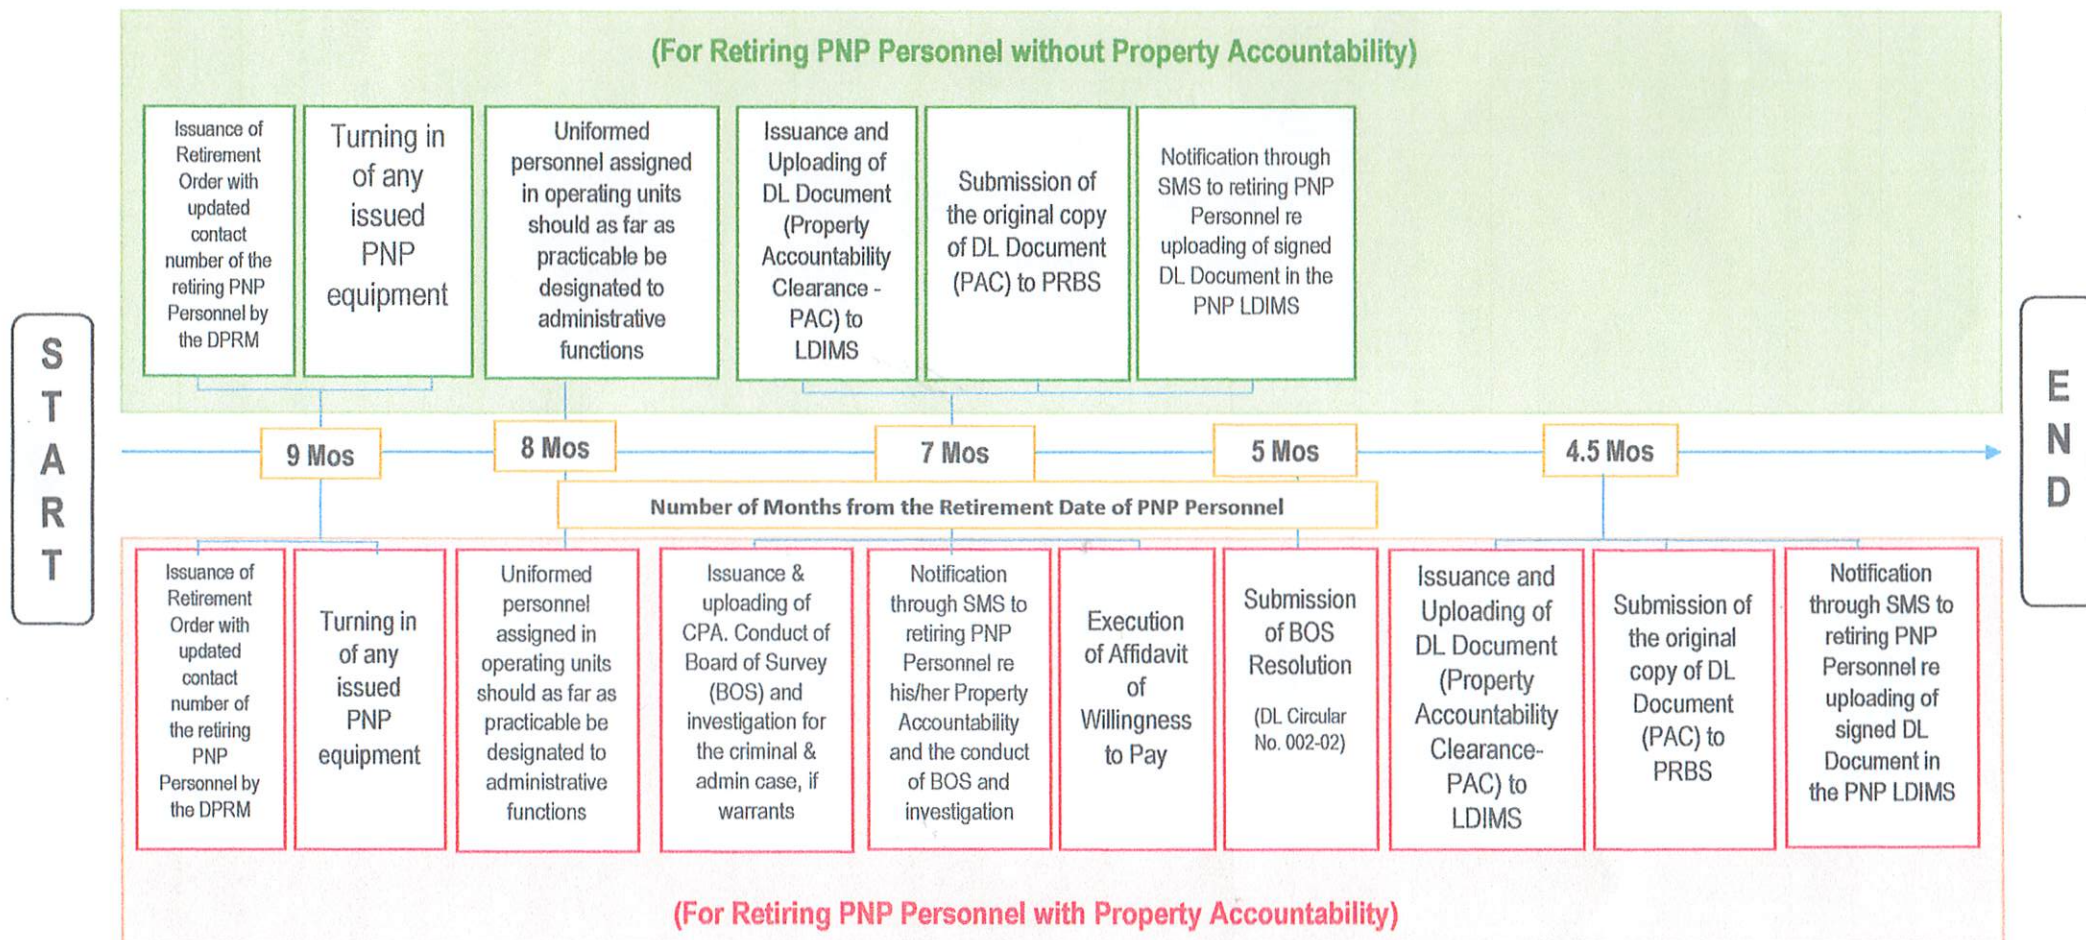 (For Retiring PNP Personnel without Property Accountability)
Issuance of
Retirement
Order with
updated
contact
number of the
retiring PNP
Personnel by
the DPRM
Turning in
of any
issued
PNP
equipment
Uniformed
personnel assigned
in operating units
should as far as
practicable be
designated to
administrative
functions
Issuance and
Uploading of
DL Document
(Property
Accountability
Clearance -
PAC) to
LDIMS
Submission of
the original copy
of DL Document
(PAC) to PRBS
Notification through
SMS to retiring PNP
Personnel re
uploading of signed
DL Document in the
PNP LDIMS
S
T
A
R
T
9 Mos
8 Mos
7 Mos
5 Mos
4.5 Mos
E
N
D
Number of Months from the Retirement Date of PNP Personnel
Issuance of
Retirement
Order with
updated
contact
number of
the retiring
PNP
Personnel by
the DPRM
Turning in
of any
issued
PNP
equipment
Uniformed
personnel
assigned in
operating units
should as far as
practicable be
designated to
administrative
functions
Issuance &
uploading of
CPA. Conduct of
Board of Survey
(BOS) and
investigation for
the criminal &
admin case, if
warrants
Notification
through SMS to
retiring PNP
Personnel re
his/her Property
Accountability
and the conduct
of BOS and
investigation
Execution
of Affidavit
of
Willingness
to Pay
Submission
of BOS
Resolution
(DL Circular
No. 002-02)
Issuance and
Uploading of
DL Document
(Property
Accountability
Clearance-
PAC) to
LDIMS
Submission of
the original
copy of DL
Document
(PAC) to
PRBS
Notification
through SMS to
retiring PNP
Personnel re
uploading of
signed DL
Document in
the PNP LDIMS
(For Retiring PNP Personnel with Property Accountability)